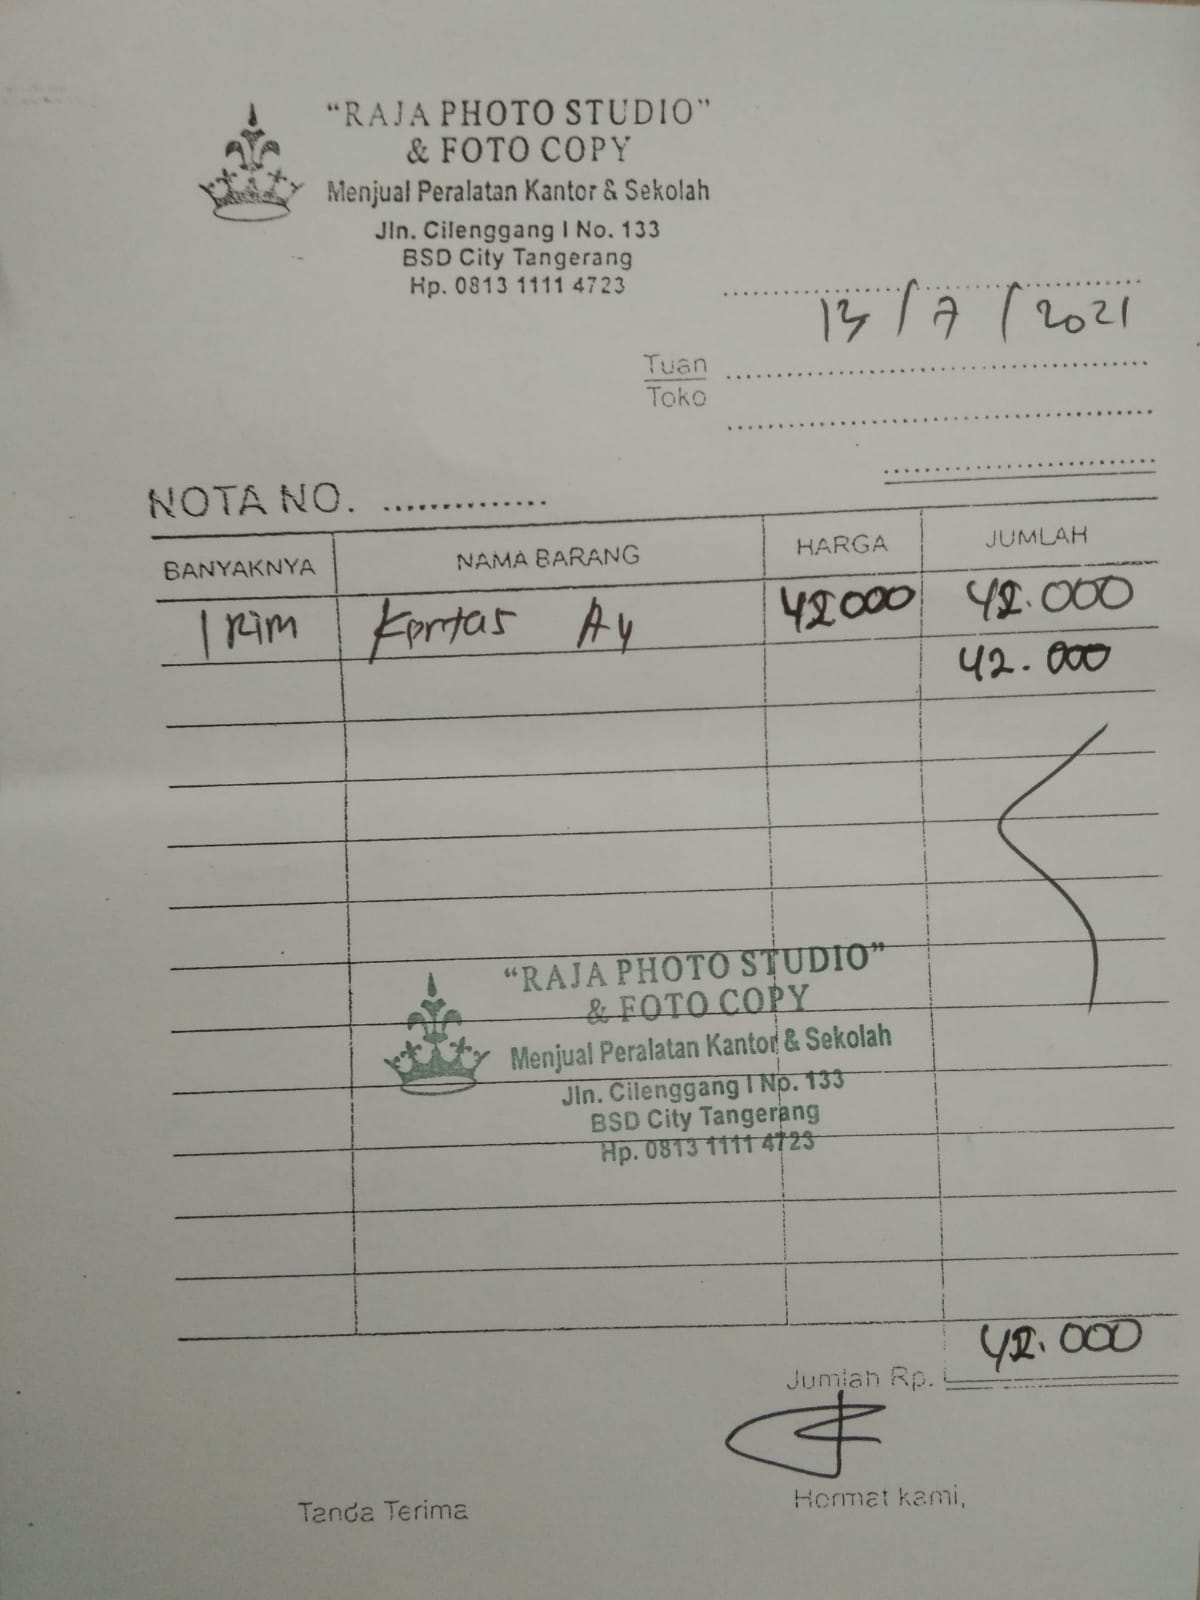 “RAJA PHOTO STUDIO”
& FOTO COPY
Menjual Peralatan Kantor & Sekolah
Jln. Cilenggang I No. 133
BSD City Tangerang
Hp. 0813 1111 4723
13 / 7 / 2021
Tuan
Toko
NOTA NO. ...............
BANYAKNYA NAMA BARANG HARGA JUMLAH
1 Rim Kertas A4 42000 42.000
42.000
“RAJA PHOTO STUDIO”
& FOTO COPY
Menjual Peralatan Kantor & Sekolah
Jln. Cilenggang I No. 133
BSD City Tangerang
Hp. 0813 1111 4723
Jumlah Rp. 42.000
Tanda Terima Hormat kami,